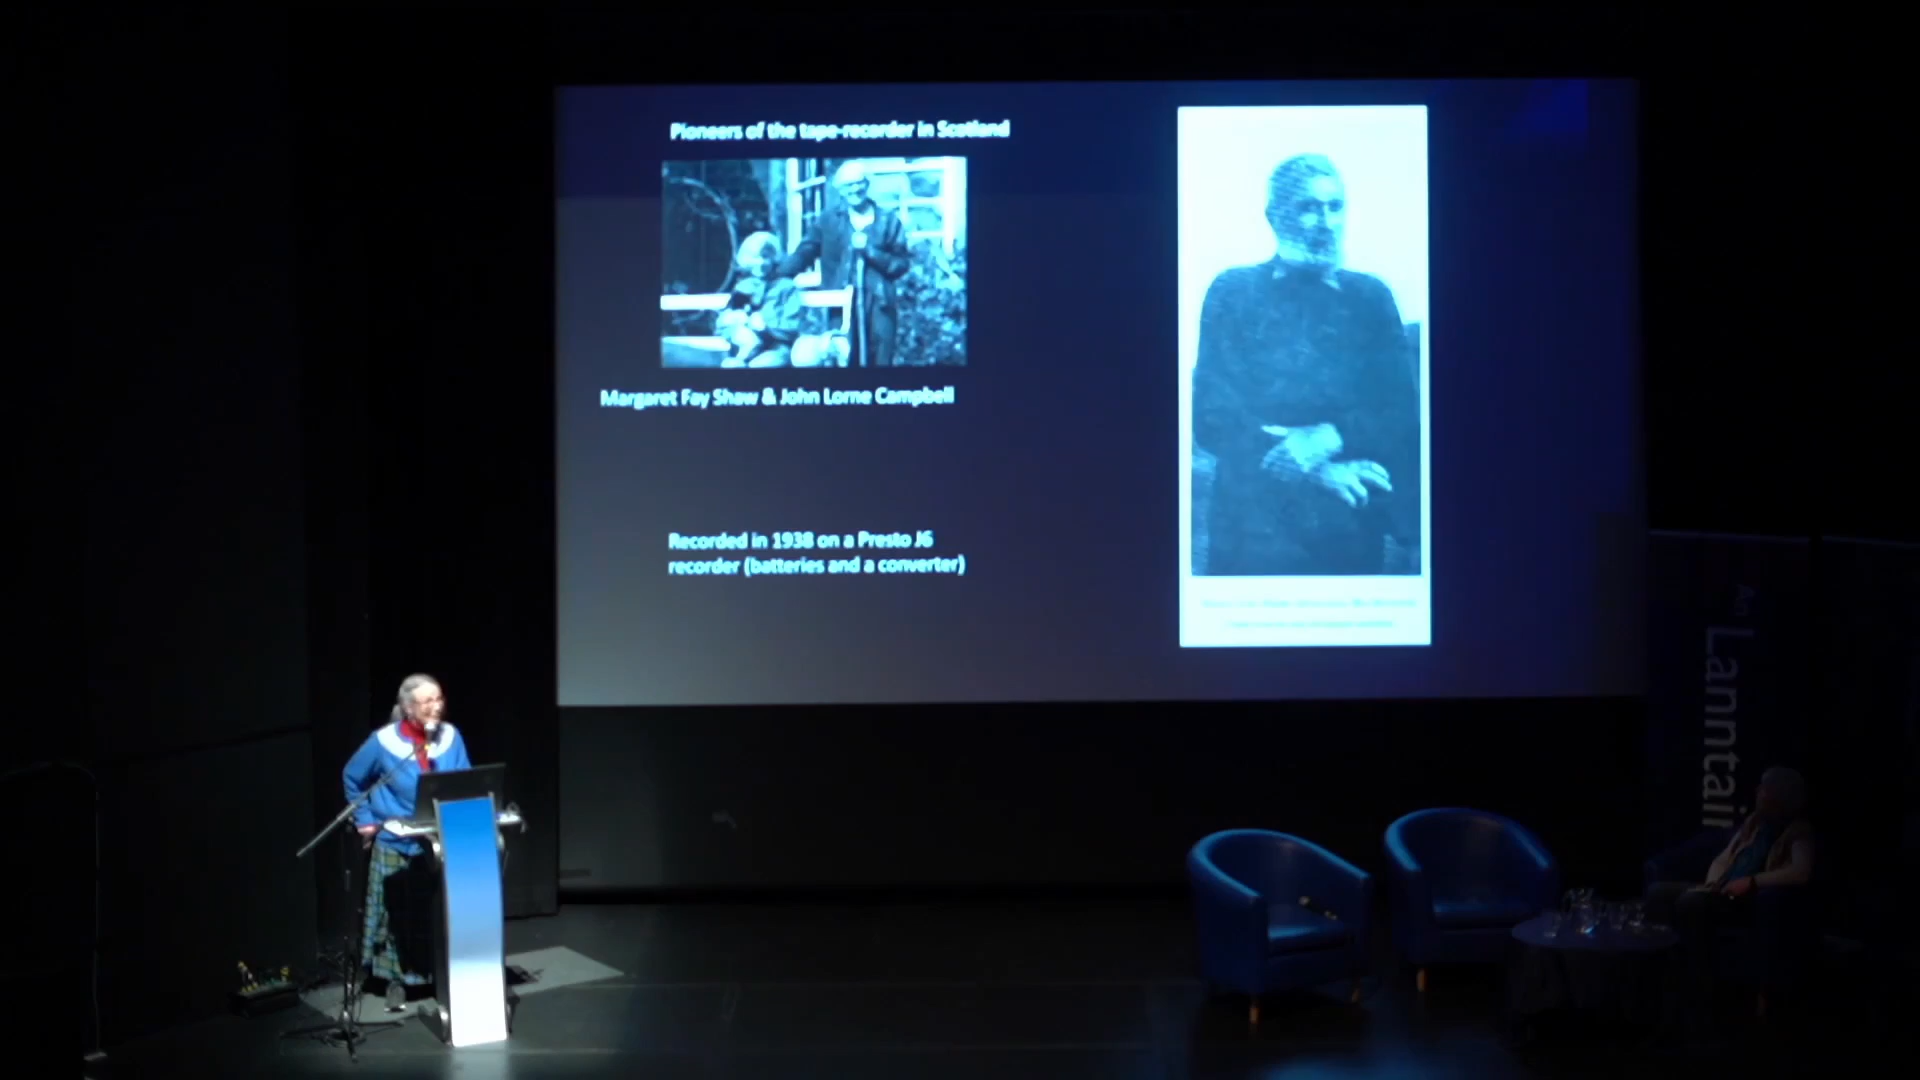 Pioneers of the tape-recorder in Scotland
Margaret Fay Shaw & John Lorne Campbell
Recorded in 1938 on a Presto J6
recorder (batteries and a converter)
An
Lanntair